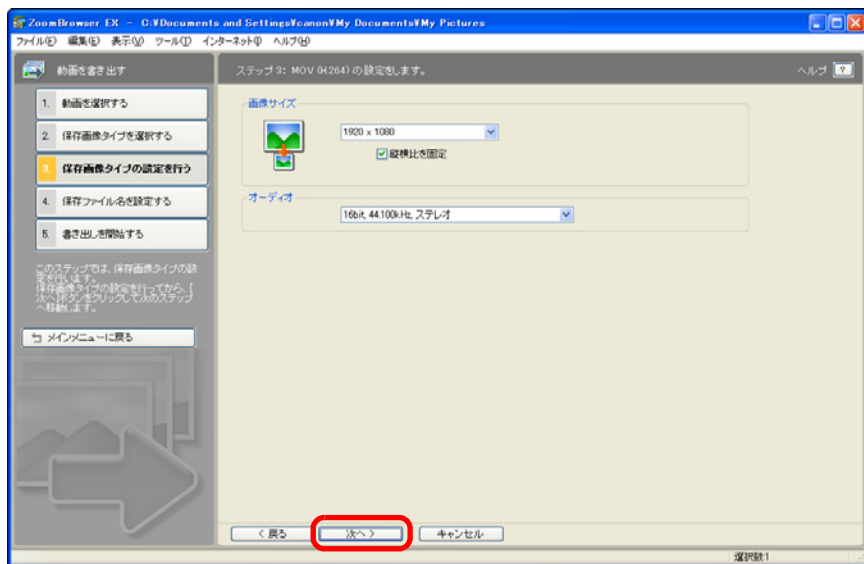 ZoomBrowser EX - C:¥Documents and Settings¥canon¥My Documents¥My Pictures
ファイル(F) 編集(E) 表示(V) ツール(T) インターネット(I) ヘルプ(H)
動画を書き出す
ステップ3: MOV (H.264) の設定をします。
ヘルプ ?
1. 動画を選択する
2. 保存画像タイプを選択する
3. 保存画像タイプの設定を行う
4. 保存ファイル名を設定する
5. 書き出しを開始する
このステップでは、保存画像タイプの設
定を行います。
保存画像タイプの設定を行ってから、[
次へ]ボタンをクリックして次のステップ
へ移動します。
メインメニューに戻る
画像サイズ
1920 x 1080
縦横比を固定
オーディオ
16bit, 44.100kHz, ステレオ
< 戻る 次へ > キャンセル
選択数:1